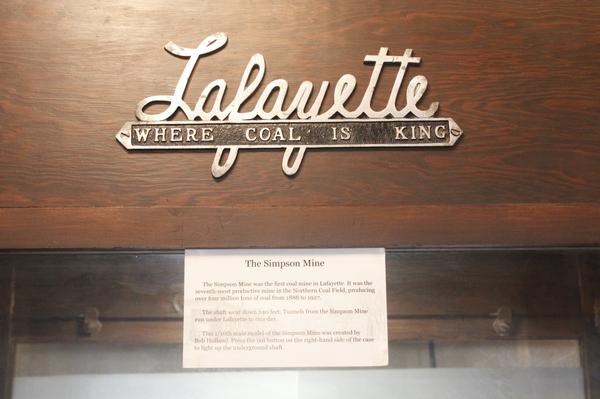 Lafayette
WHERE COAL IS KING
The Simpson Mine
The Simpson Mine was the first coal mine in Lafayette. It was the
seventh-most productive mine in the Northern Coal Field, producing
over four million tons of coal from 1888 to 1927.
The shaft went down 240 feet. Tunnels from the Simpson Mine
run under Lafayette to this day.
This 1/16th scale model of the Simpson Mine was created by
Bob Holland. Press the red button on the right-hand side of the case
to light up the underground shaft.